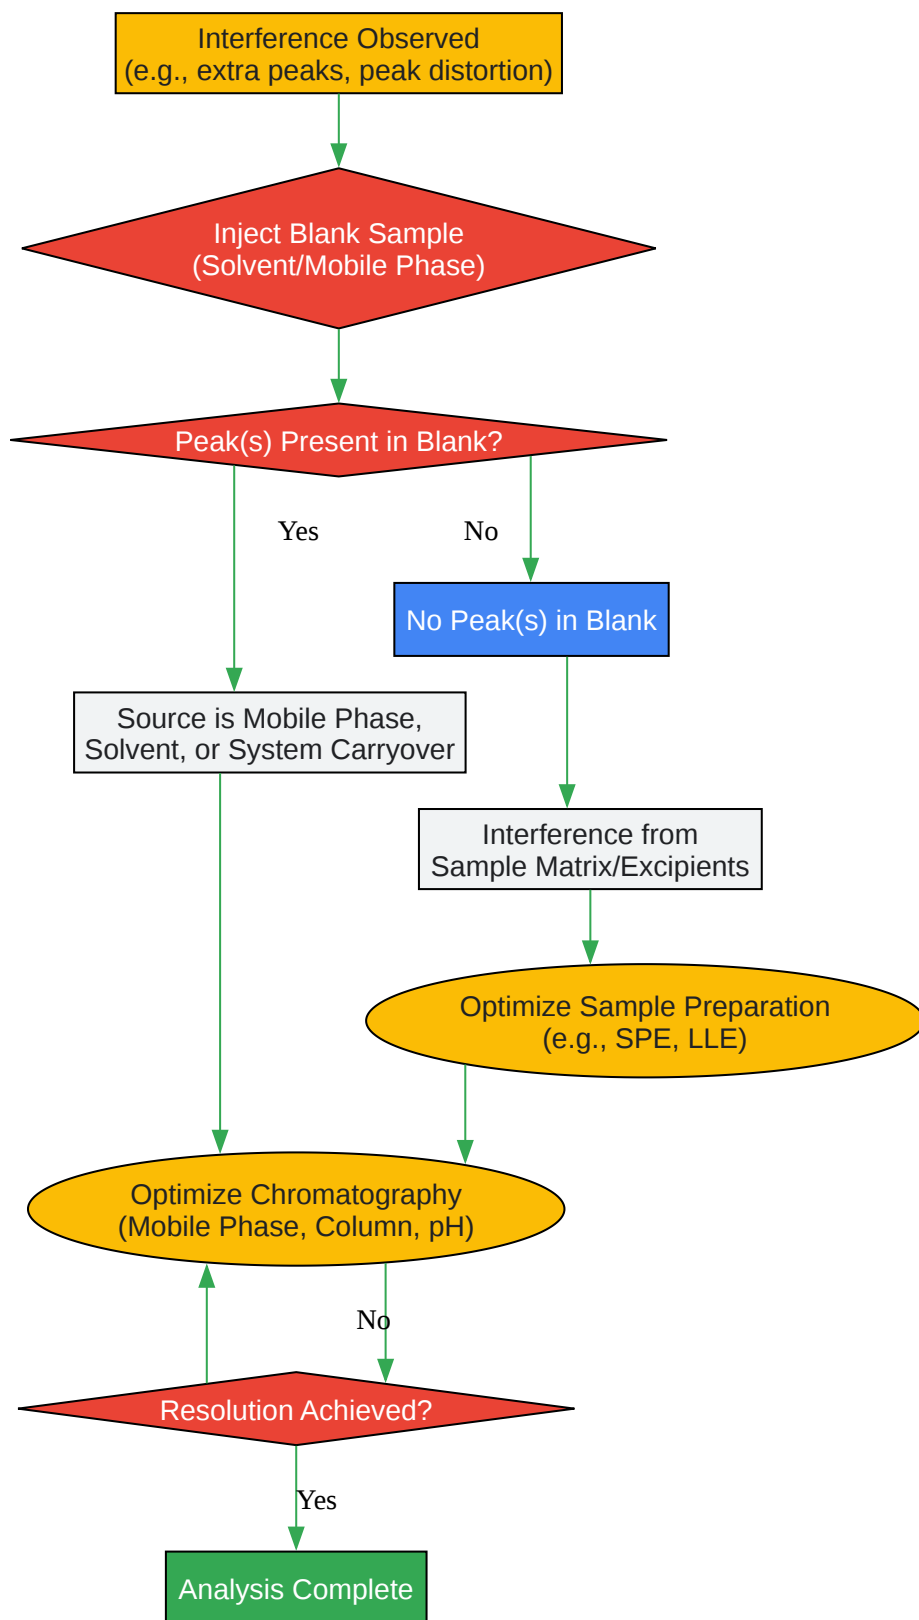 Interference Observed
(e.g., extra peaks, peak distortion)
Inject Blank Sample
(Solvent/Mobile Phase)
Peak(s) Present in Blank?
Yes
No
No Peak(s) in Blank
Source is Mobile Phase,
Solvent, or System Carryover
Interference from
Sample Matrix/Excipients
Optimize Sample Preparation
(e.g., SPE, LLE)
Optimize Chromatography
(Mobile Phase, Column, pH)
No
Resolution Achieved?
Yes
Analysis Complete